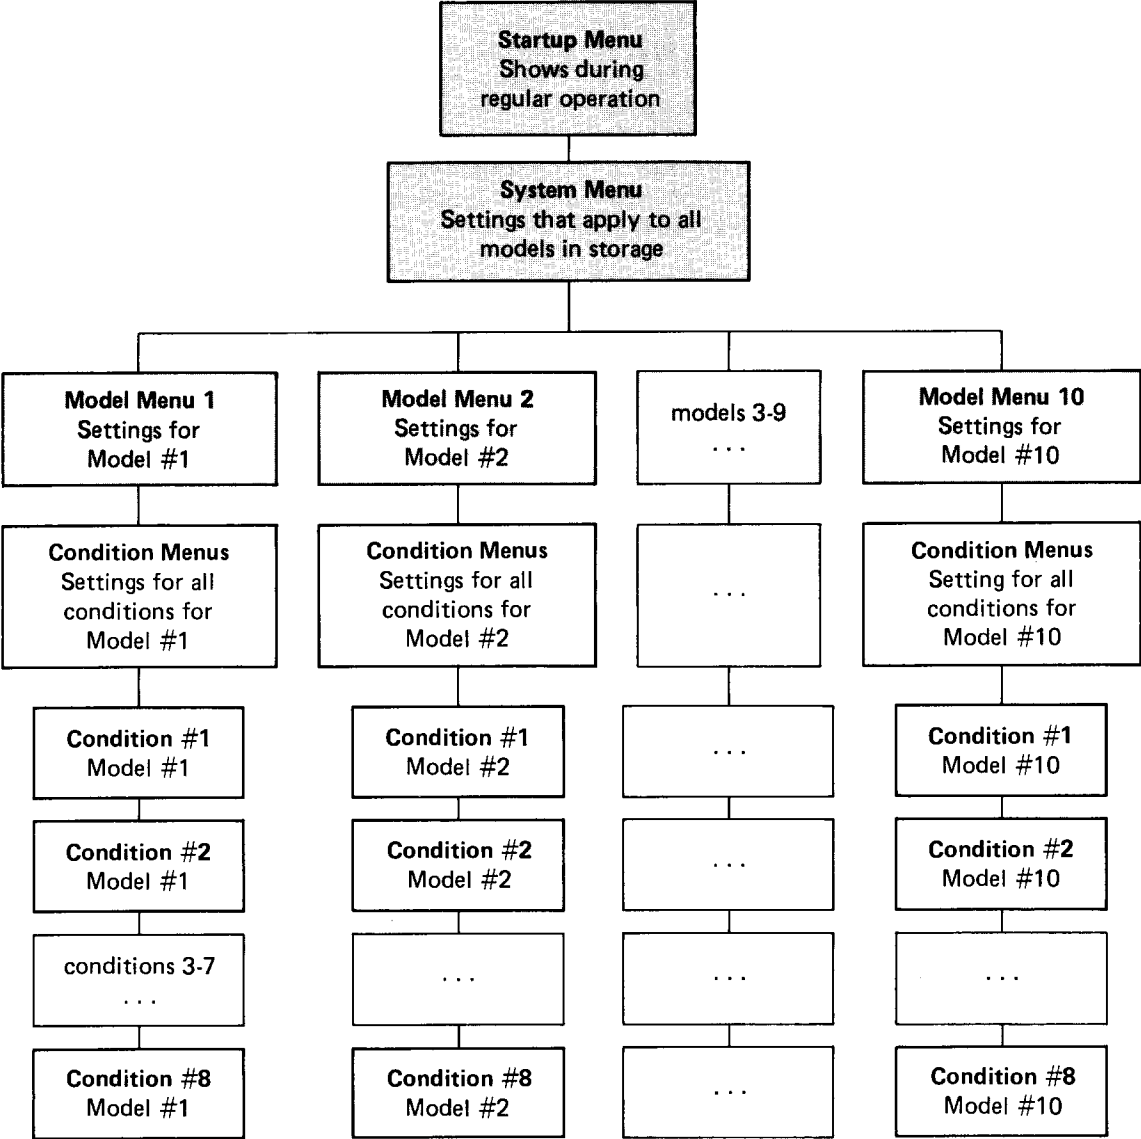 Startup Menu
Shows during
regular operation
System Menu
Settings that apply to all
models in storage
Model Menu 1
Settings for
Model #1
Model Menu 2
Settings for
Model #2
models 3-9
. . .
Model Menu 10
Settings for
Model #10
Condition Menus
Settings for all
conditions for
Model #1
Condition Menus
Settings for all
conditions for
Model #2
. . .
Condition Menus
Setting for all
conditions for
Model #10
Condition #1
Model #1
Condition #1
Model #2
. . .
Condition #1
Model #10
Condition #2
Model #1
Condition #2
Model #2
. . .
Condition #2
Model #10
conditions 3-7
. . .
. . .
. . .
. . .
Condition #8
Model #1
Condition #8
Model #2
. . .
Condition #8
Model #10